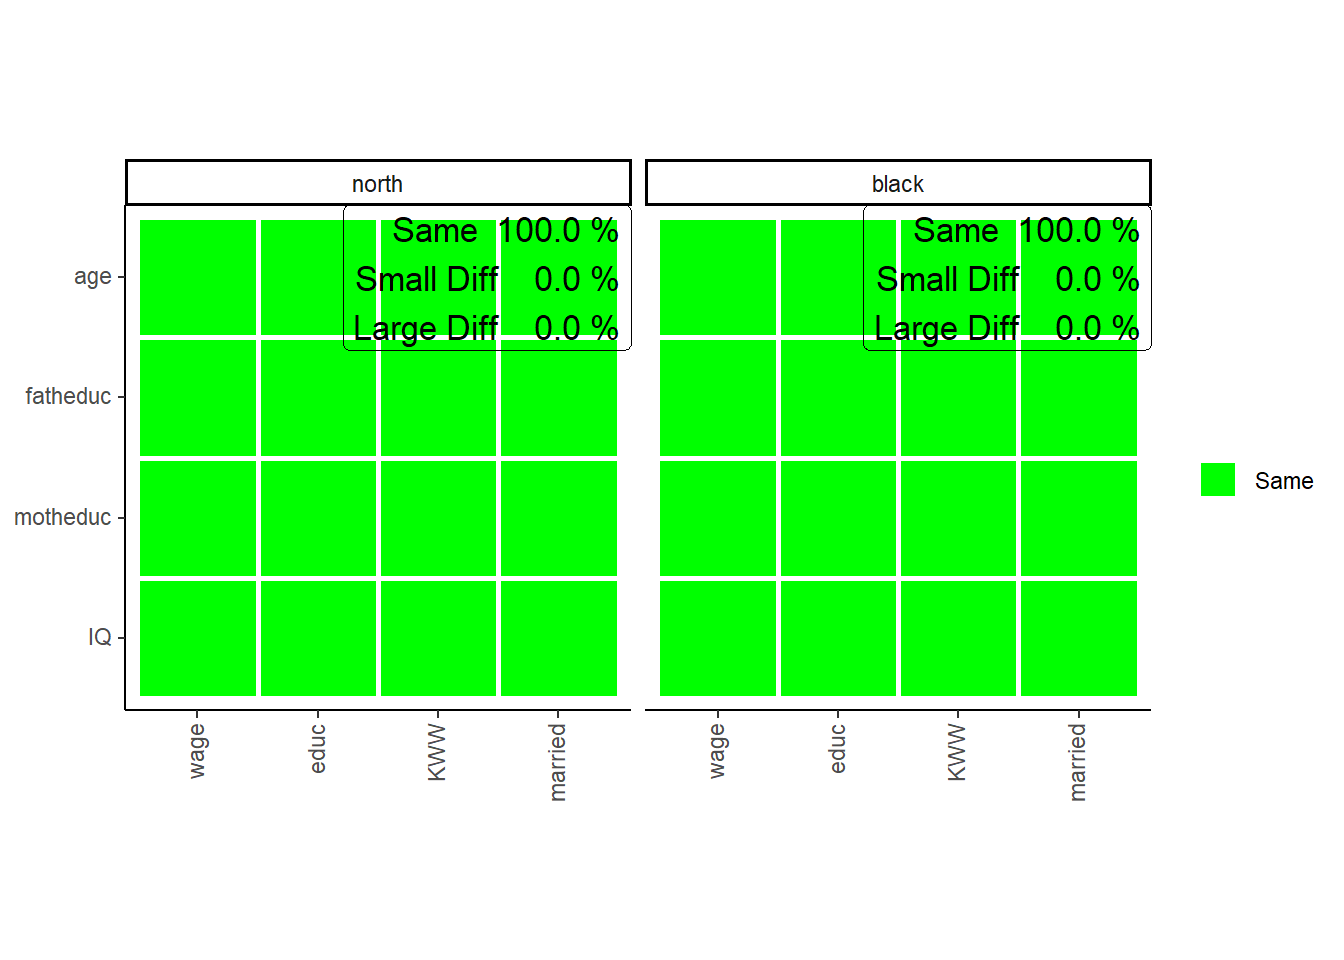 north
black
Same 100.0 %
Small Diff 0.0 %
Large Diff 0.0 %
Same 100.0 %
Small Diff 0.0 %
Large Diff 0.0 %
age
fatheduc
motheduc
IQ
wage
educ
KWW
married
wage
educ
KWW
married
Same